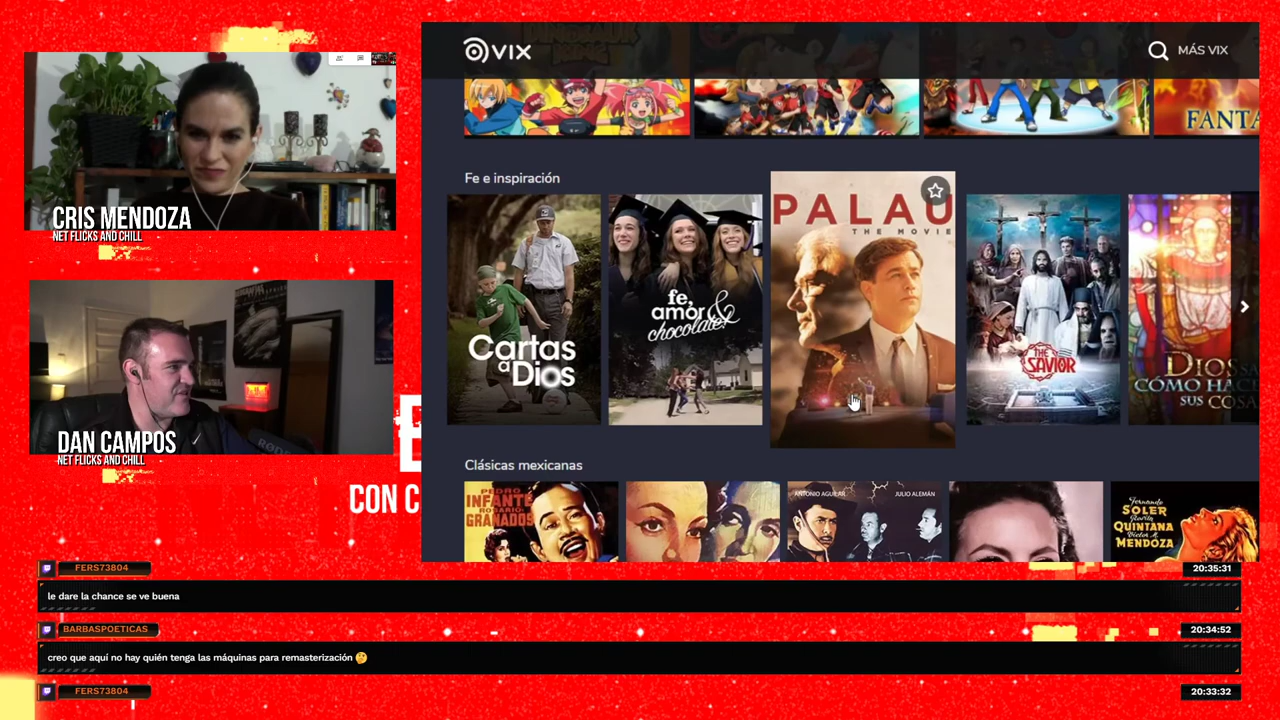 VIX
MÁS VIX
FANTA
CRIS MENDOZA
NET FLICKS AND CHILL
Fe e inspiración
Cartas
a Dios
fe,
amor &
chocolate
PALAU
THE MOVIE
THE
SAVIOR
DIOS
CÓMO HAC
SUS COSA
DAN CAMPOS
NET FLICKS AND CHILL
RØDE
CON C
Clásicas mexicanas
PEDRO
INFANTE
ROSARIO
GRANADOS
ANTONIO AGUILAR
JULIO ALEMÁN
Fernando
SOLER
QUINTANA
Víctor M.
MENDOZA
FERS73804
20:35:31
le dare la chance se ve buena
BARBASPOETICAS
20:34:52
creo que aquí no hay quién tenga las máquinas para remasterización 🤔
FERS73804
20:33:32